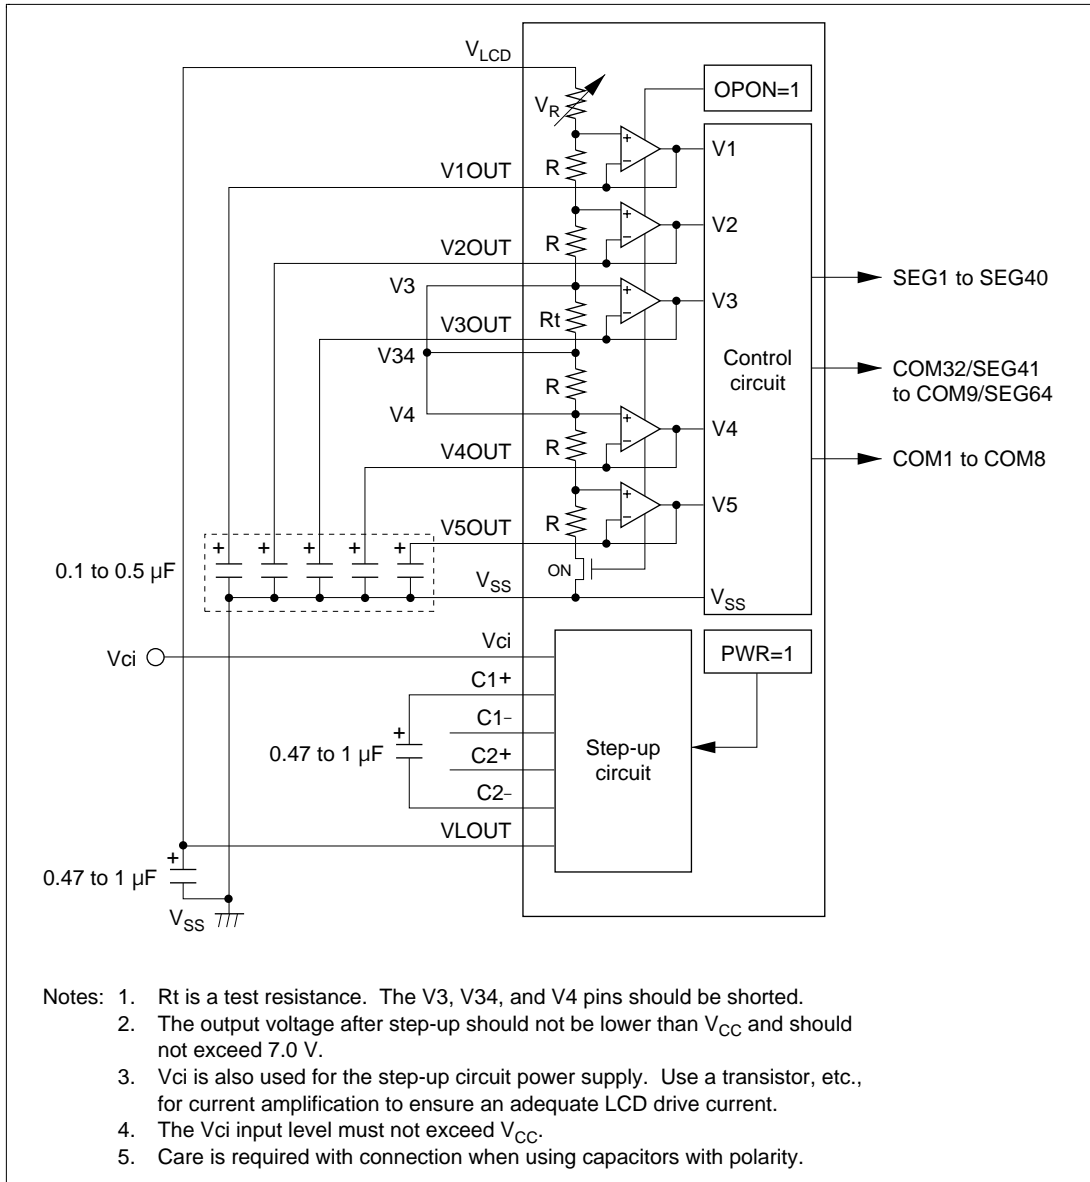 VLCD
OPON=1
VR
+
−
V1
R
V1OUT
+
−
V2
R
V2OUT
V3
+
−
V3
SEG1 to SEG40
Rt
V3OUT
V34
Control
circuit
COM32/SEG41
to COM9/SEG64
R
V4
+
−
V4
R
V4OUT
COM1 to COM8
+
−
V5
R
V5OUT
+ + + + +
0.1 to 0.5 µF
ON
VSS
VSS
Vci
Vci
PWR=1
C1+
+
C1−
0.47 to 1 µF
Step-up
circuit
C2+
C2−
VLOUT
+
0.47 to 1 µF
VSS
Notes: 1. Rt is a test resistance. The V3, V34, and V4 pins should be shorted.
2. The output voltage after step-up should not be lower than VCC and should
not exceed 7.0 V.
3. Vci is also used for the step-up circuit power supply. Use a transistor, etc.,
for current amplification to ensure an adequate LCD drive current.
4. The Vci input level must not exceed VCC.
5. Care is required with connection when using capacitors with polarity.